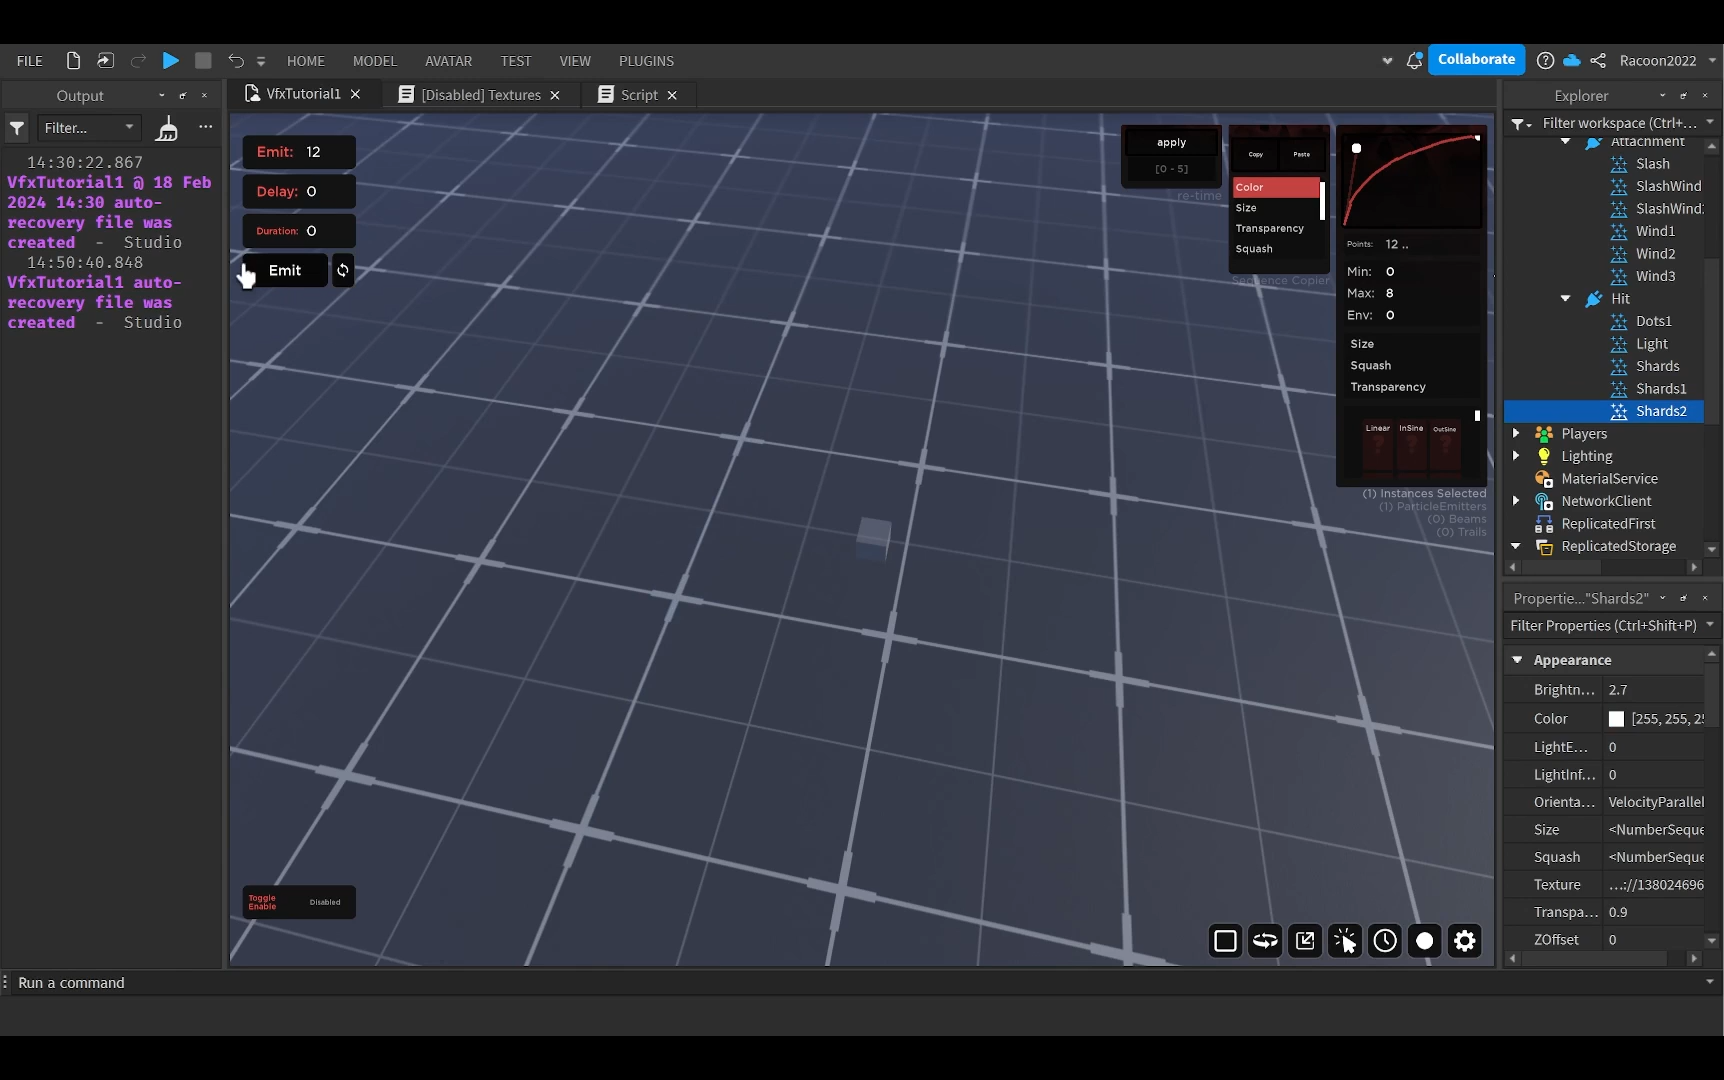 FILE HOME MODEL AVATAR TEST VIEW PLUGINS Collaborate Racoon2022
Output
Filter...
14:30:22.867
VfxTutorial1 @ 18 Feb
2024 14:30 auto-
recovery file was
created - Studio
14:50:40.848
VfxTutorial1 auto-
recovery file was
created - Studio
VfxTutorial1 [Disabled] Textures Script
Emit: 12
Delay: 0
Duration: 0
Emit
Toggle
Enable
Disabled
apply
[0 - 5]
re-time
Copy Paste
Color
Size
Transparency
Squash
Sequence Copier
Points: 12 ..
Min: 0
Max: 8
Env: 0
Size
Squash
Transparency
Linear InSine OutSine
? ? ?
(1) Instances Selected
(1) ParticleEmitters
(0) Beams
(0) Trails
Explorer
Filter workspace (Ctrl+...
Attachment
Slash
SlashWind
SlashWind
Wind1
Wind2
Wind3
Hit
Dots1
Light
Shards
Shards1
Shards2
Players
Lighting
MaterialService
NetworkClient
ReplicatedFirst
ReplicatedStorage
Propertie..."Shards2"
Filter Properties (Ctrl+Shift+P)
Appearance
Brightn... 2.7
Color [255, 255, 25
LightE... 0
LightInf... 0
Orienta... VelocityParallel
Size <NumberSeque
Squash <NumberSeque
Texture ...://138024696
Transpa... 0.9
ZOffset 0
Run a command